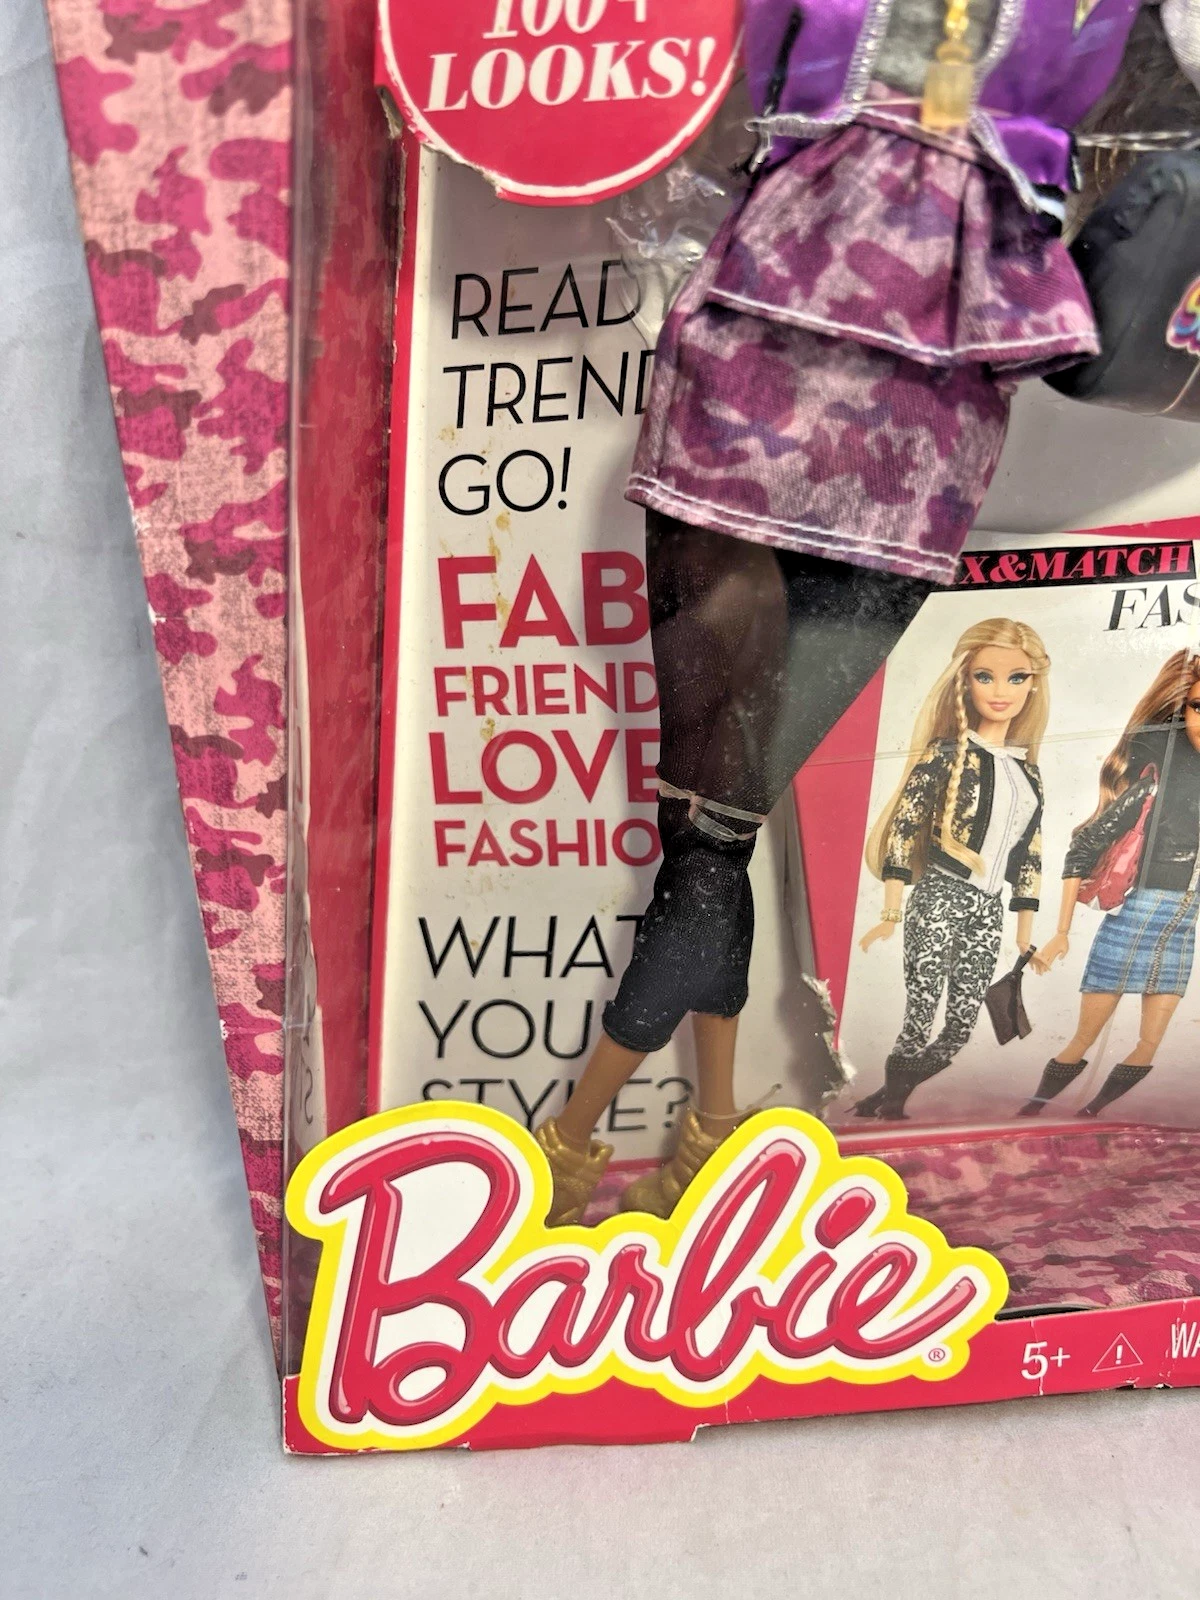 100+
LOOKS!
READ
TREND
GO!
FAB
FRIEND
LOVE
FASHIO
WHAT
YOU
STYLE?
X&MATCH
FAS
Barbie®
5+ WA